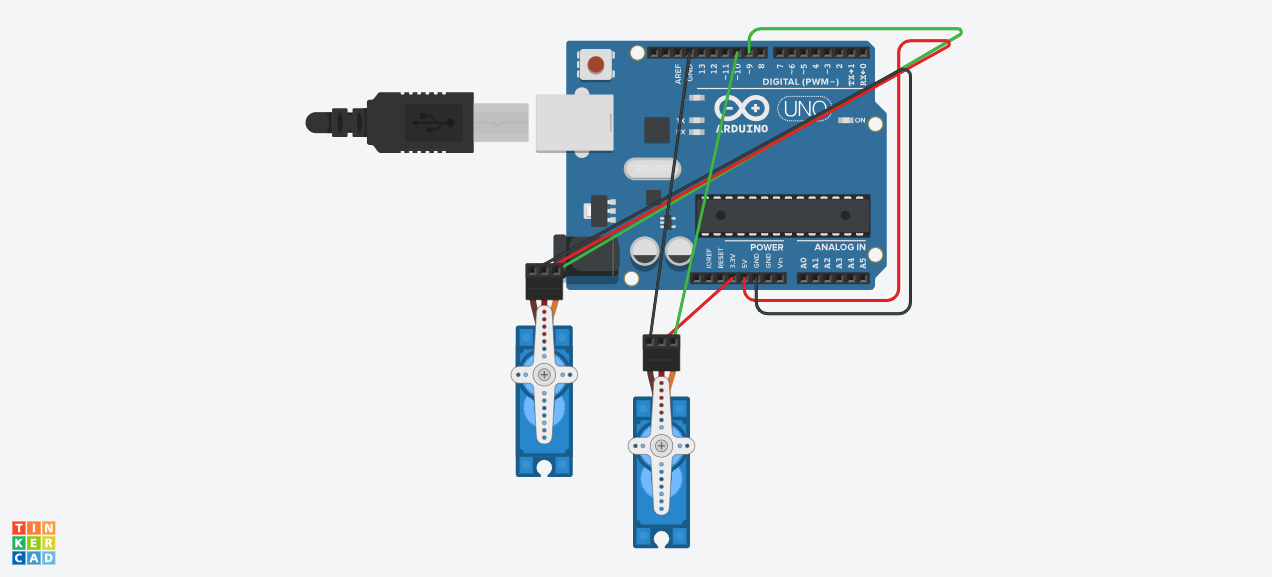 AREF
GND
13
12
~11
~10
~9
8
7
~6
~5
4
~3
2
TX→1
RX←0
DIGITAL (PWM~)
UNO
ARDUINO
TX
RX
ON
POWER
ANALOG IN
IOREF
RESET
3.3V
5V
GND
GND
Vin
A0
A1
A2
A3
A4
A5
TIN
KER
CAD